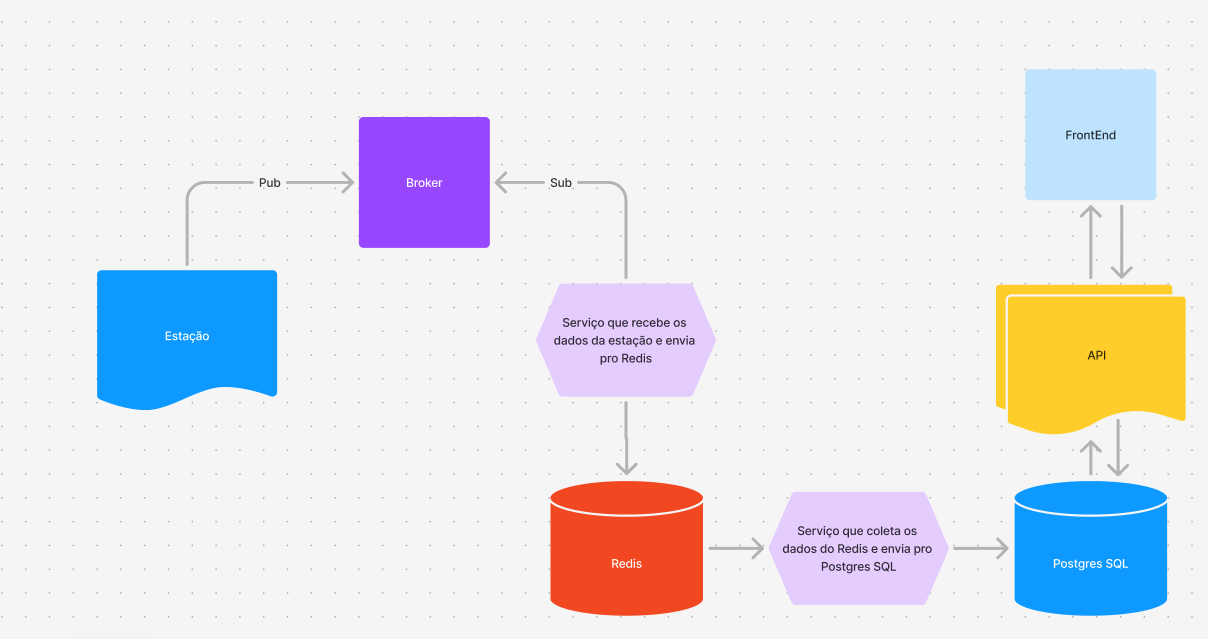 FrontEnd
Pub
Broker
Sub
Estação
Serviço que recebe os
dados da estação e envia
pro Redis
API
Redis
Serviço que coleta os
dados do Redis e envia pro
Postgres SQL
Postgres SQL